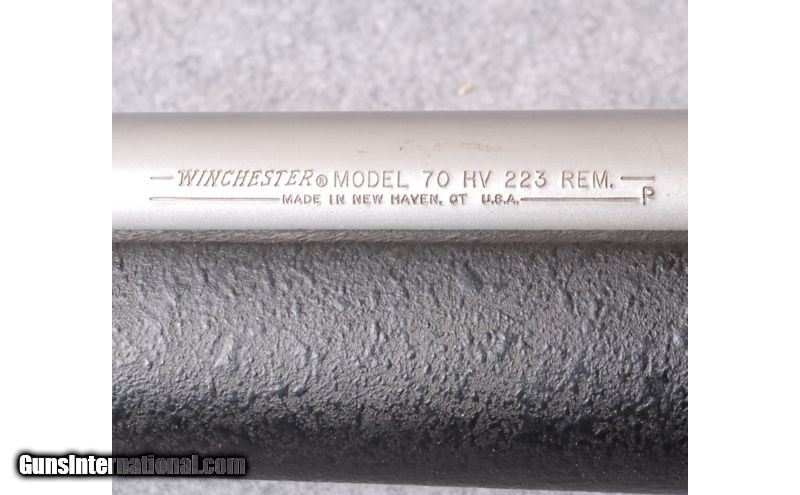 WINCHESTER® MODEL 70 HV 223 REM.
MADE IN NEW HAVEN, CT U.S.A.
P
GunsInternational.com